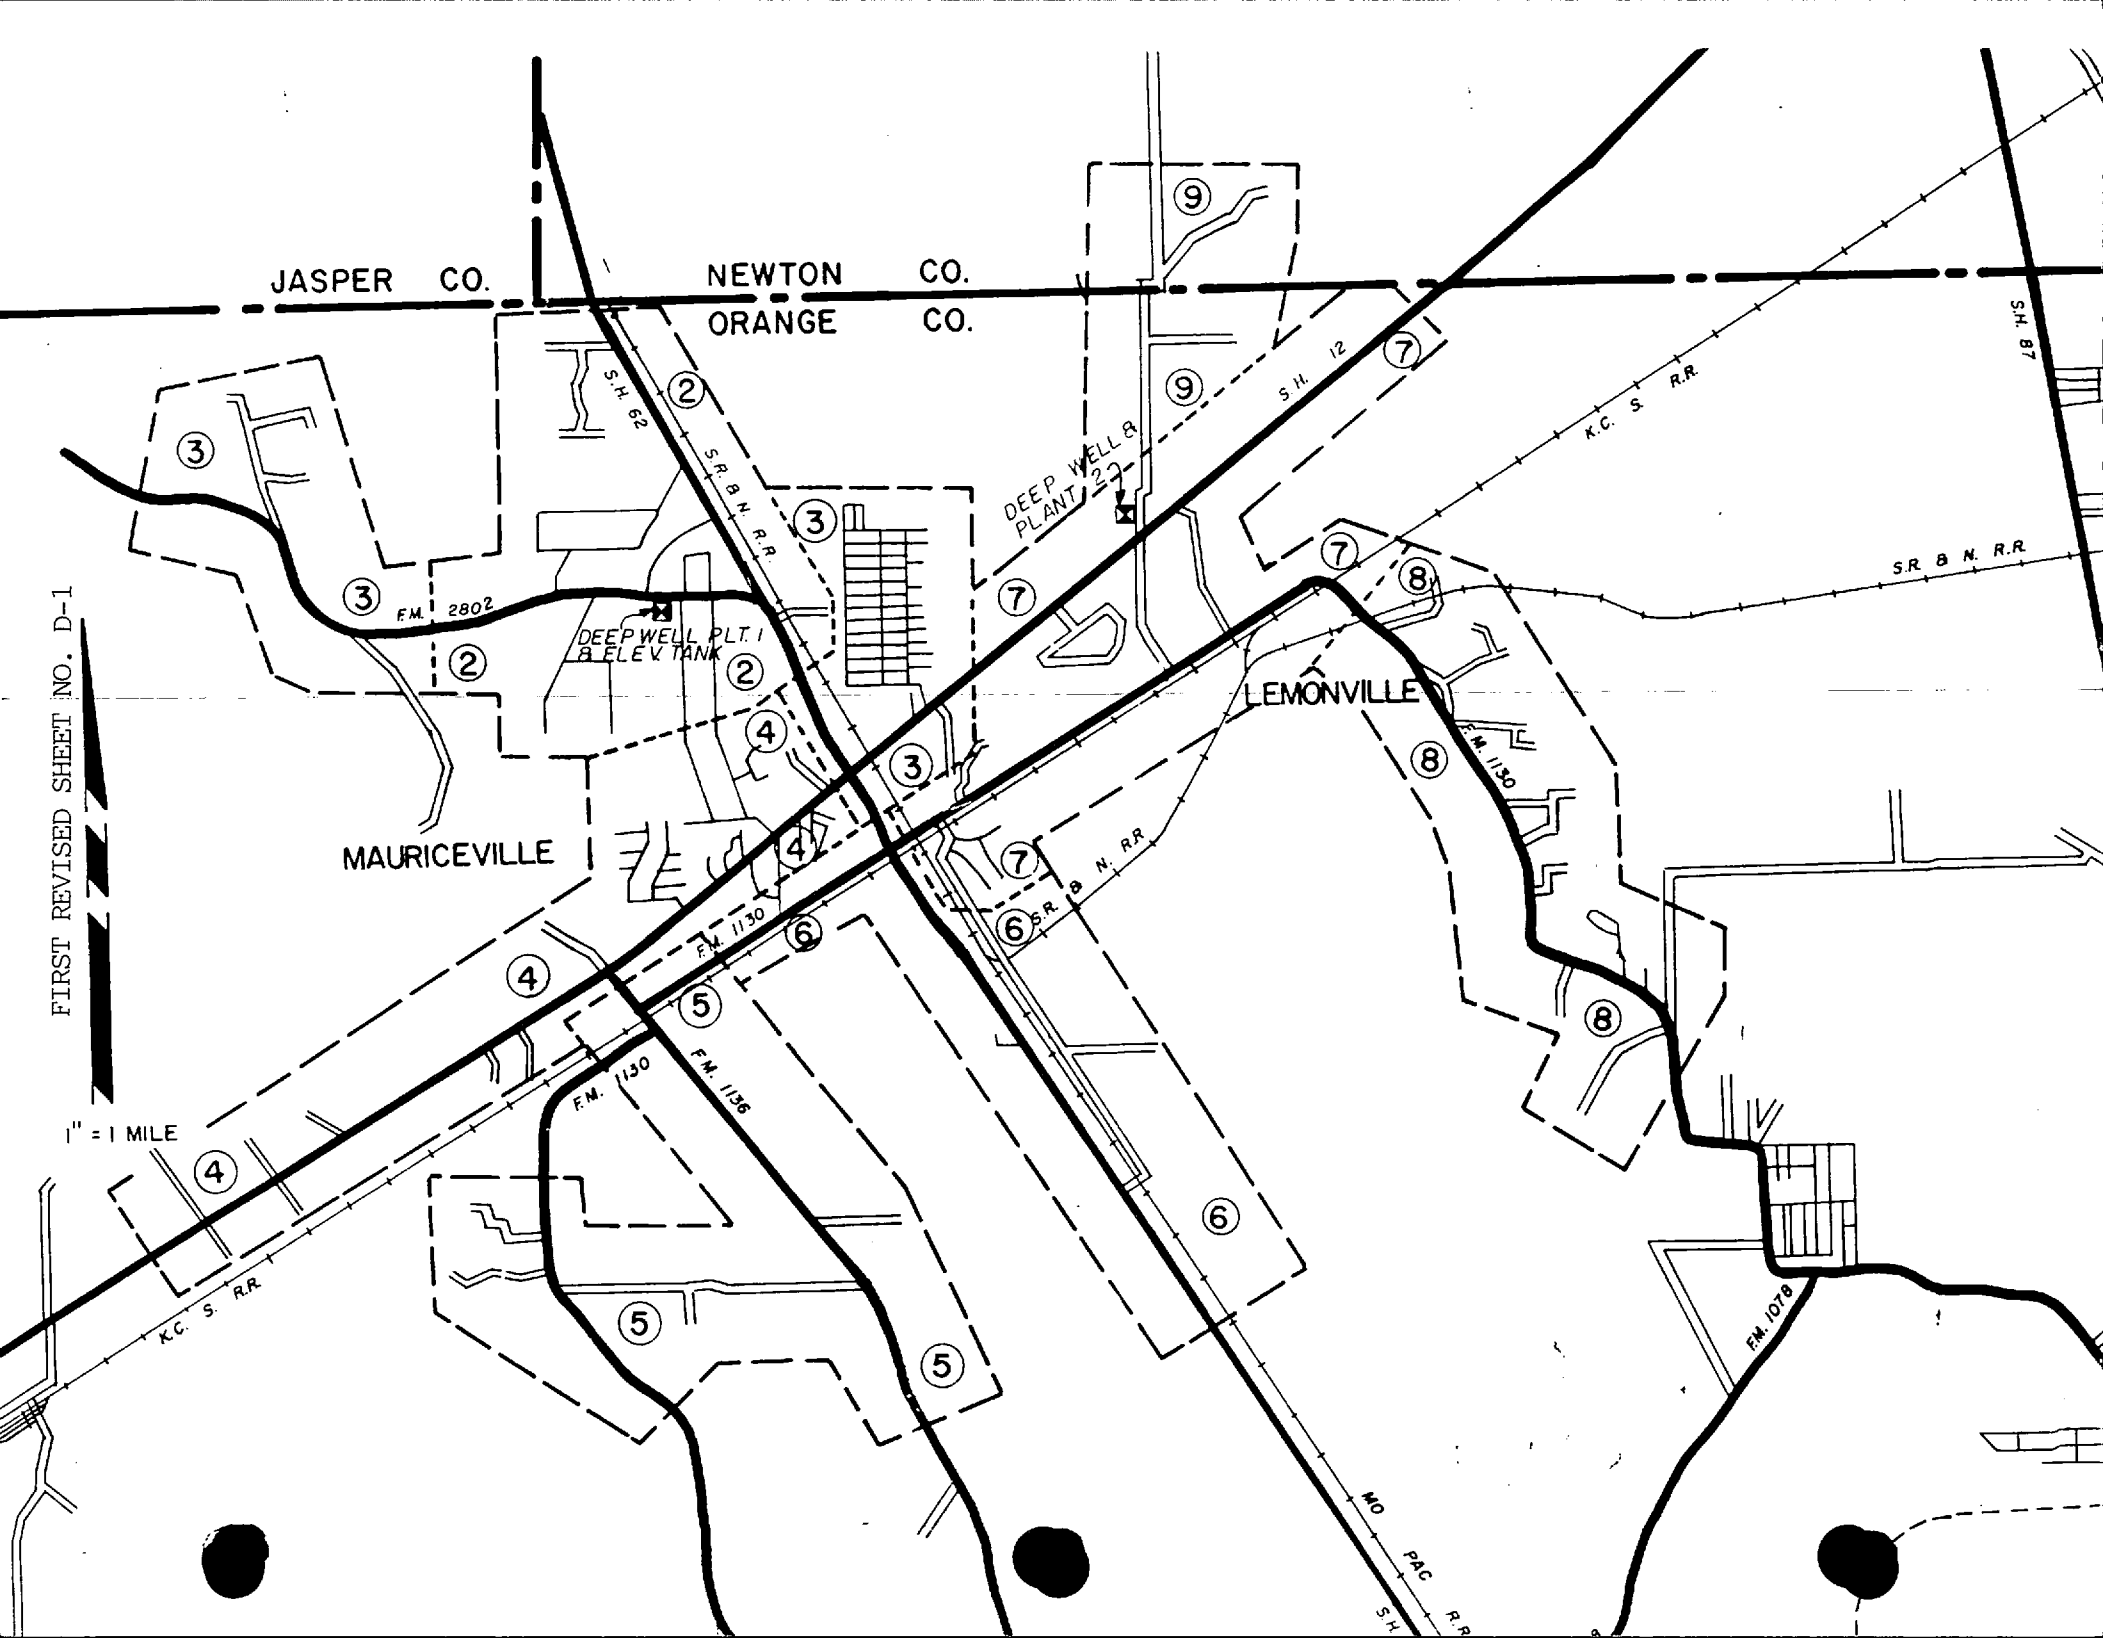 JASPER CO.
NEWTON CO.
ORANGE CO.
9
9
7
S.H. 12
K.C. S. R.R.
S.H. 87
2
S.H. 62
S.R. & N. R.R.
3
3
DEEP WELL &
PLANT 2
3
F.M. 2802
DEEP WELL PLT. 1
& ELEV. TANK
2
2
7
7
8
S.R. & N. R.R.
LEMONVILLE
FIRST REVISED SHEET NO. D-1
4
3
8
F.M. 1130
MAURICEVILLE
4
7
S.R. & N. R.R.
F.M. 1130
6
6
4
5
8
F.M. 1130
F.M. 1136
1" = 1 MILE
4
6
K.C. S. R.R.
5
5
F.M. 1078
MO PAC R.R.
S.H.